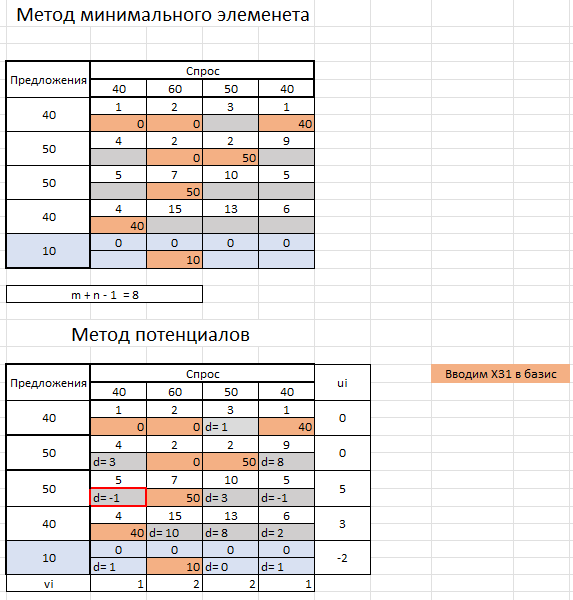 Метод минимального элеменета
Предложения Спрос
40 60 50 40
40 1 2 3 1
0 0 40
50 4 2 2 9
0 50
50 5 7 10 5
50
40 4 15 13 6
40
10 0 0 0 0
10
m + n - 1 = 8
Метод потенциалов
Предложения Спрос ui Вводим X31 в базис
40 60 50 40
40 1 2 3 1 0
0 0 d= 1 40
50 4 2 2 9 0
d= 3 0 50 d= 8
50 5 7 10 5 5
d= -1 50 d= 3 d= -1
40 4 15 13 6 3
40 d= 10 d= 8 d= 2
10 0 0 0 0 -2
d= 1 10 d= 0 d= 1
vi 1 2 2 1